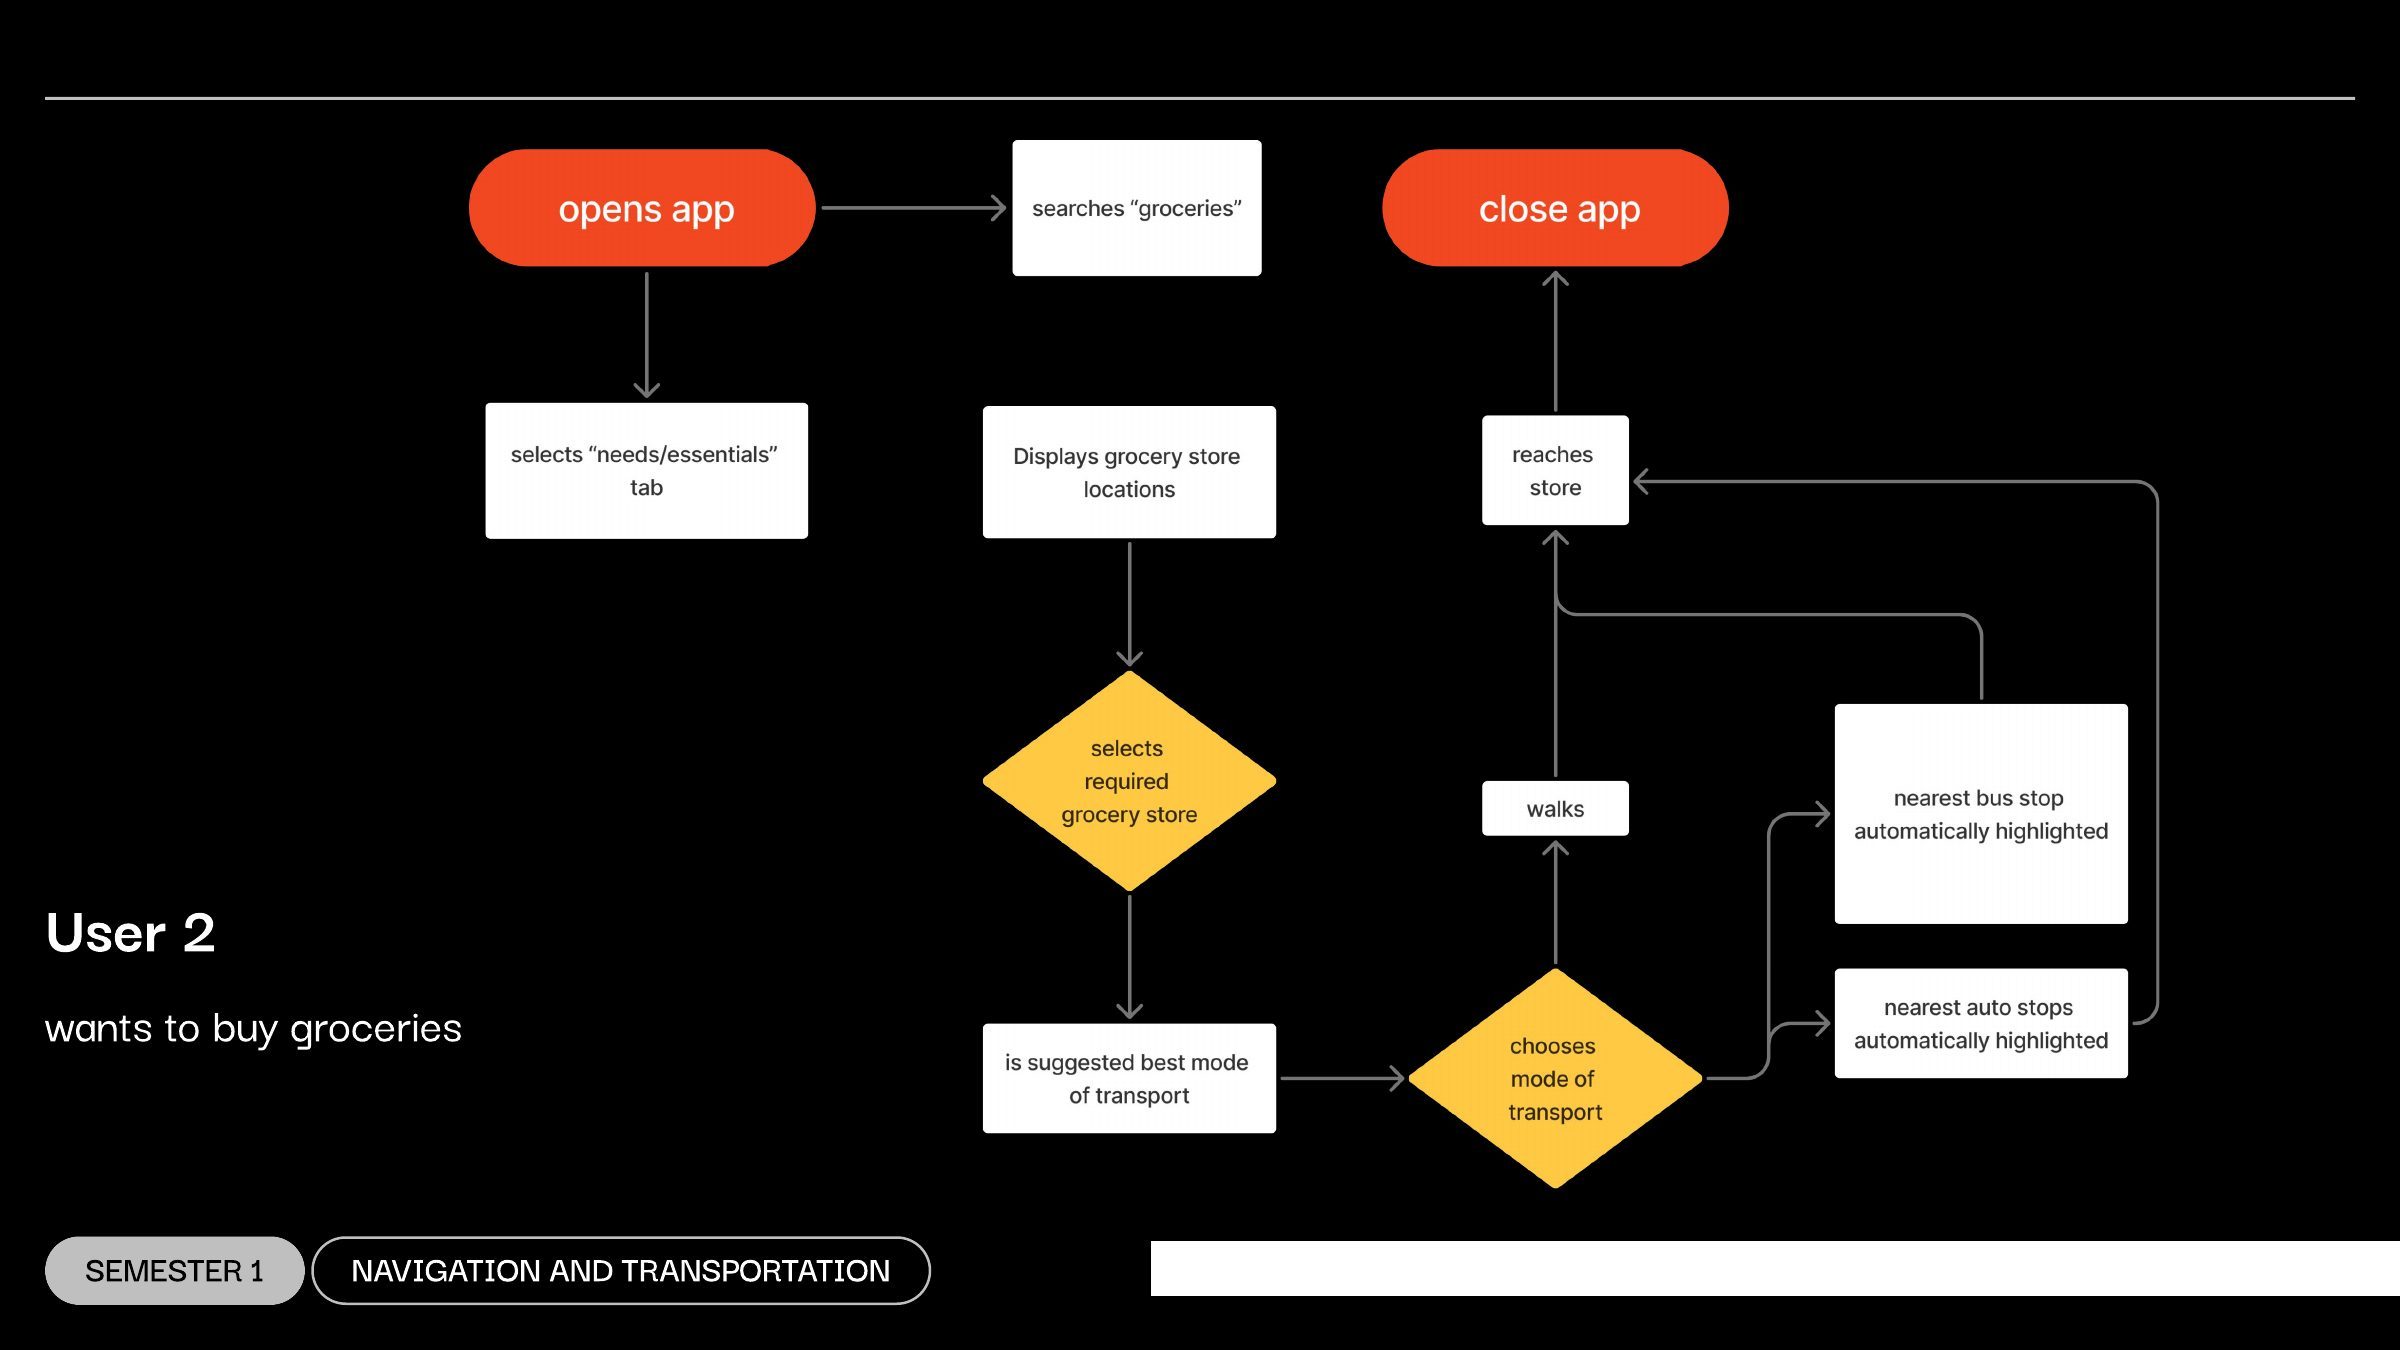 opens app
searches “groceries”
close app
selects “needs/essentials”
tab
Displays grocery store
locations
reaches
store
selects
required
grocery store
walks
nearest bus stop
automatically highlighted
User 2
wants to buy groceries
is suggested best mode
of transport
chooses
mode of
transport
nearest auto stops
automatically highlighted
SEMESTER 1
NAVIGATION AND TRANSPORTATION